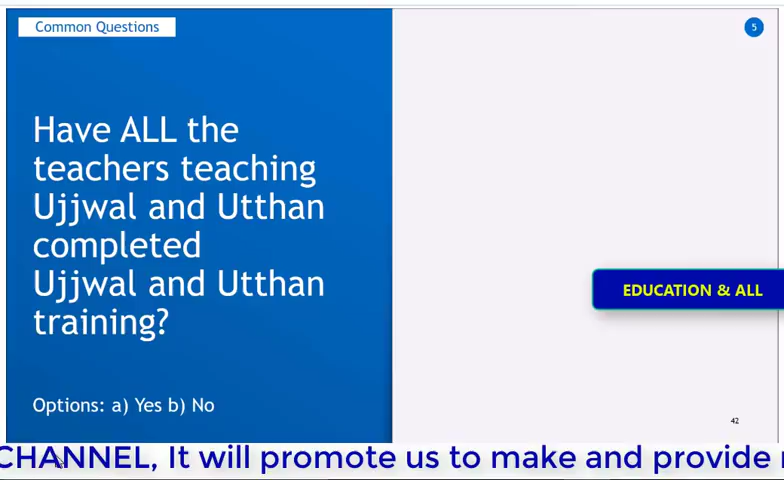 Common Questions
5
Have ALL the
teachers teaching
Ujjwal and Utthan
completed
Ujjwal and Utthan
training?
EDUCATION & ALL
Options: a) Yes b) No
42
CHANNEL, It will promote us to make and provide